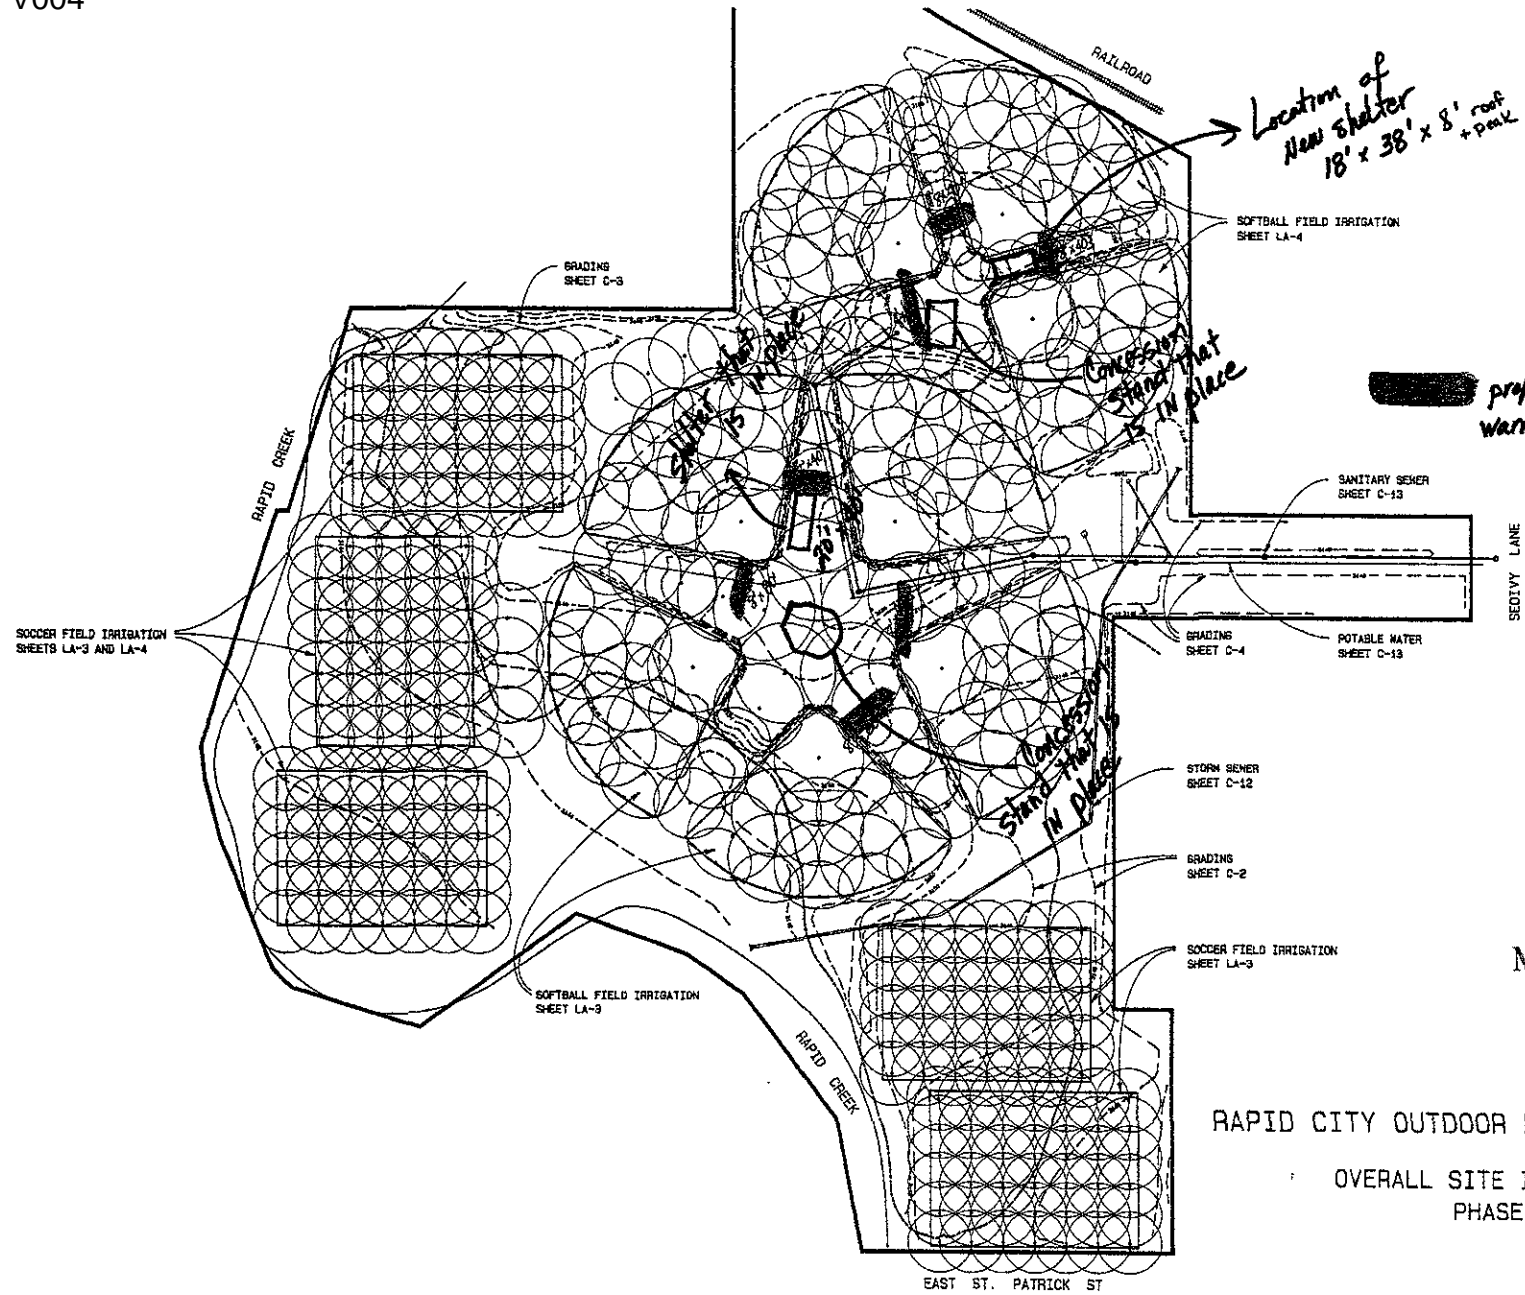 V004
RAILROAD
Location of
New Shelter
18' x 38' x 8' roof
+ peak
SOFTBALL FIELD IRRIGATION
SHEET LA-4
GRADING
SHEET C-3
Shelter that
is IN place
Concession
Stand that
is IN place
RAPID CREEK
SANITARY SEWER
SHEET C-13
SEDIVY LANE
SOCCER FIELD IRRIGATION
SHEETS LA-3 AND LA-4
GRADING
SHEET C-4
POTABLE WATER
SHEET C-13
Concession
Stand that is
IN place
STORM SEWER
SHEET C-12
GRADING
SHEET C-2
SOCCER FIELD IRRIGATION
SHEET LA-3
SOFTBALL FIELD IRRIGATION
SHEET LA-3
RAPID CREEK
RAPID CITY OUTDOOR
OVERALL SITE
PHASE
EAST ST. PATRICK ST